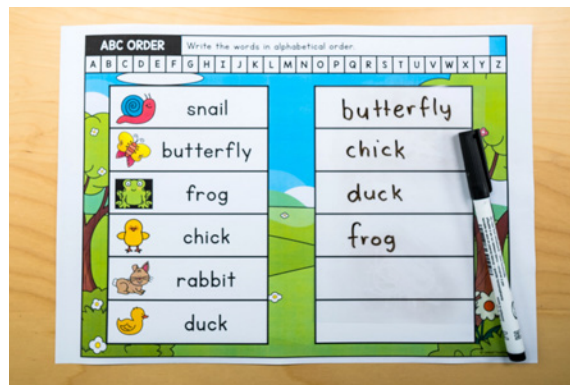 ABC ORDER Write the words in alphabetical order.
A B C D E F G H I J K L M N O P Q R S T U V W X Y Z
snail
butterfly
frog
chick
rabbit
duck
butterfly
chick
duck
frog